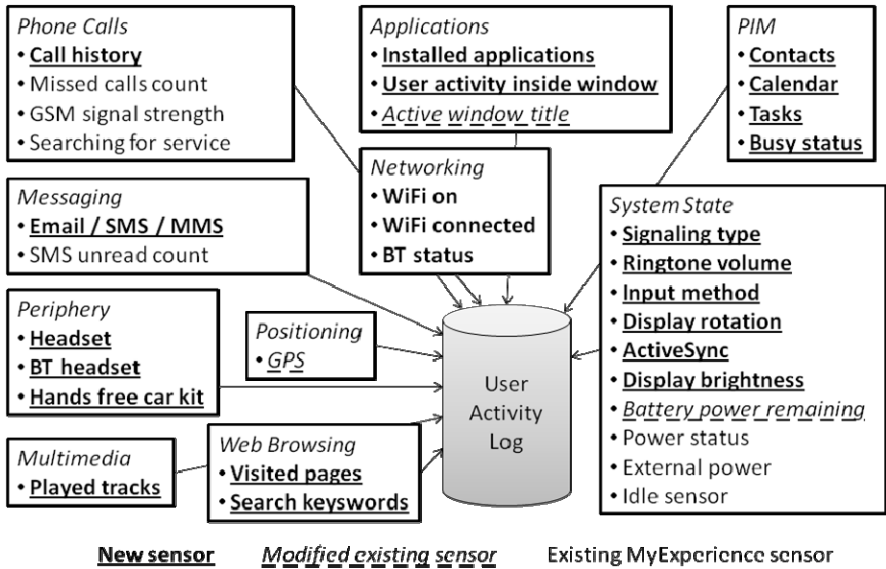 Phone Calls
• Call history
• Missed calls count
• GSM signal strength
• Searching for service
Applications
• Installed applications
• User activity inside window
• Active window title
PIM
• Contacts
• Calendar
• Tasks
• Busy status
Messaging
• Email / SMS / MMS
• SMS unread count
Networking
• WiFi on
• WiFi connected
• BT status
System State
• Signaling type
• Ringtone volume
• Input method
• Display rotation
• ActiveSync
• Display brightness
• Battery power remaining
• Power status
• External power
• Idle sensor
Periphery
• Headset
• BT headset
• Hands free car kit
Positioning
• GPS
User
Activity
Log
Multimedia
• Played tracks
Web Browsing
• Visited pages
• Search keyswords
New sensor Modified existing sensor Existing MyExperience sensor